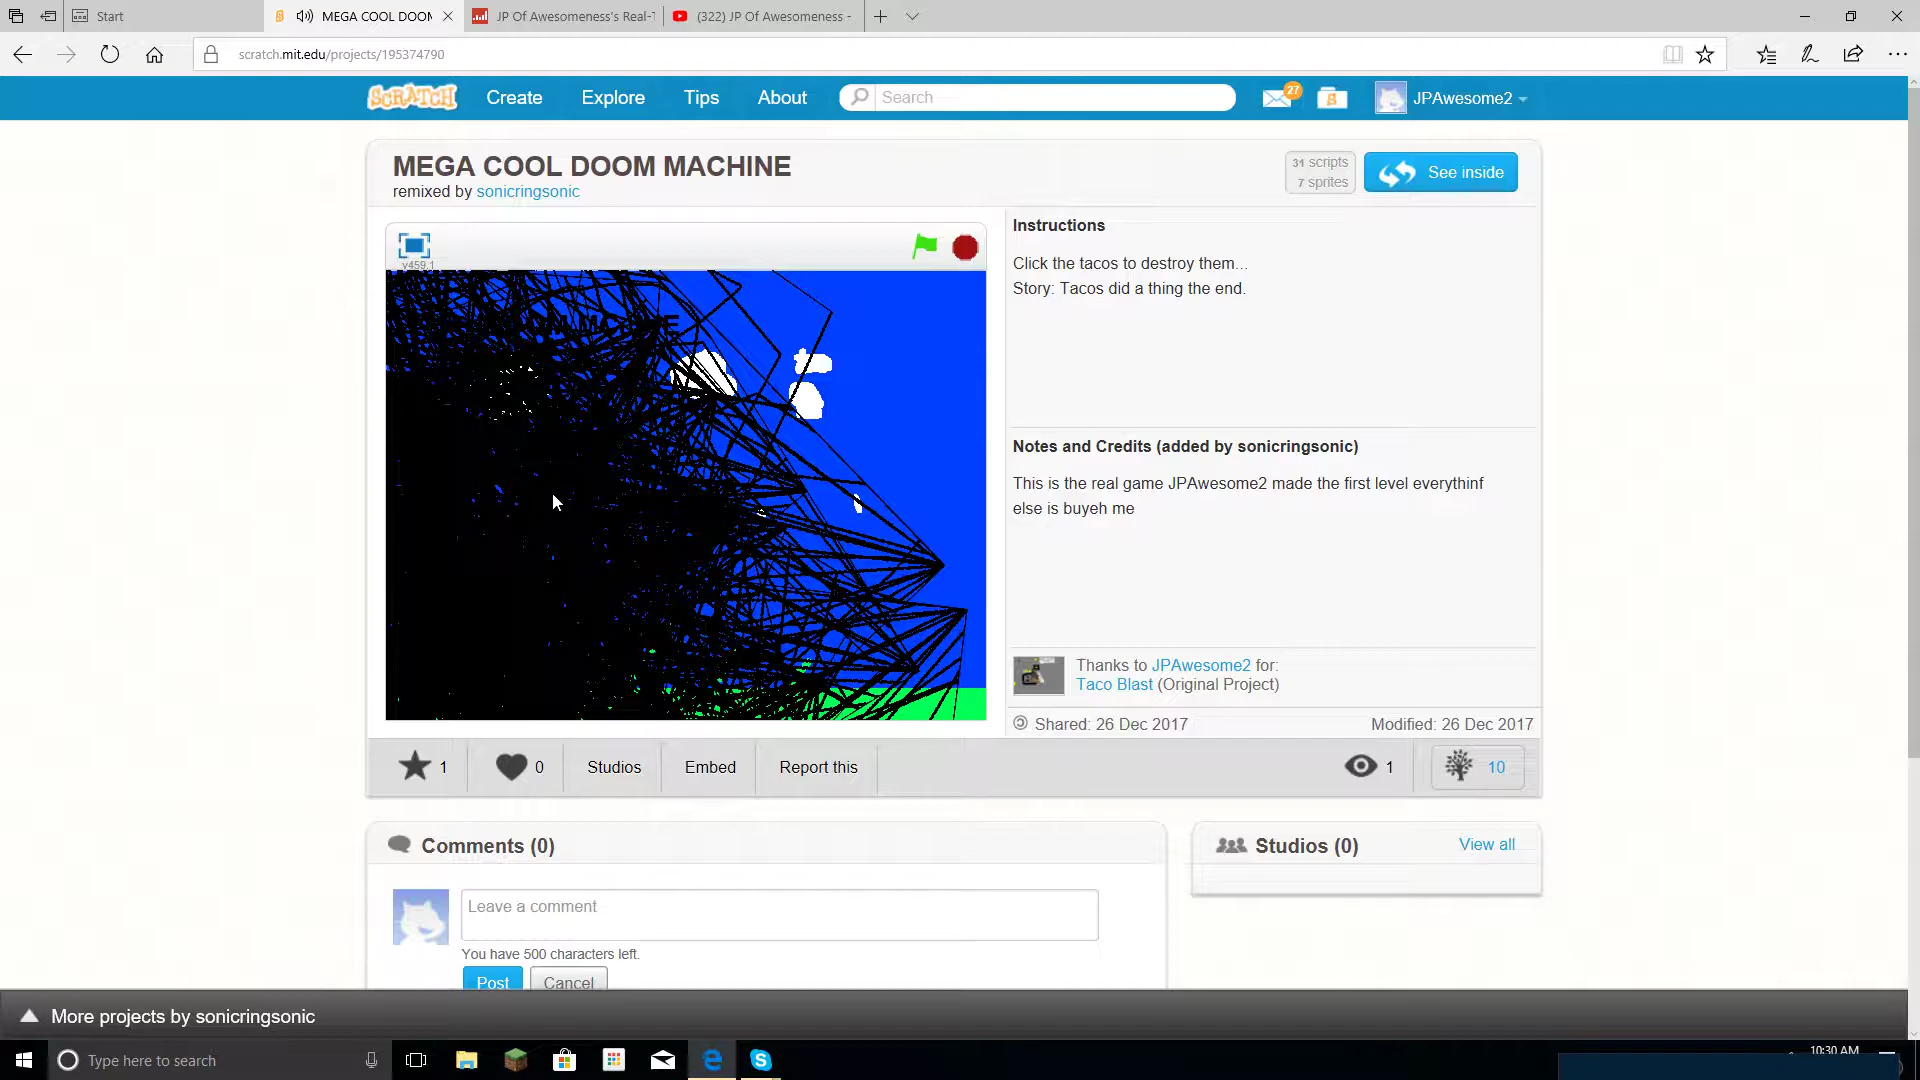 Start
MEGA COOL DOOM
JP Of Awesomeness's Real-T
(322) JP Of Awesomeness -
scratch.mit.edu/projects/195374790
SCRATCH
Create
Explore
Tips
About
Search
27
JPAwesome2
MEGA COOL DOOM MACHINE
remixed by sonicringsonic
31 scripts
7 sprites
See inside
v459.1
Instructions
Click the tacos to destroy them...
Story: Tacos did a thing the end.
Notes and Credits (added by sonicringsonic)
This is the real game JPAwesome2 made the first level everythinf
else is buyeh me
Thanks to JPAwesome2 for:
Taco Blast (Original Project)
Shared: 26 Dec 2017
Modified: 26 Dec 2017
1
0
Studios
Embed
Report this
1
10
Comments (0)
Studios (0)
View all
Leave a comment
You have 500 characters left.
Post
Cancel
More projects by sonicringsonic
Type here to search
10:30 AM